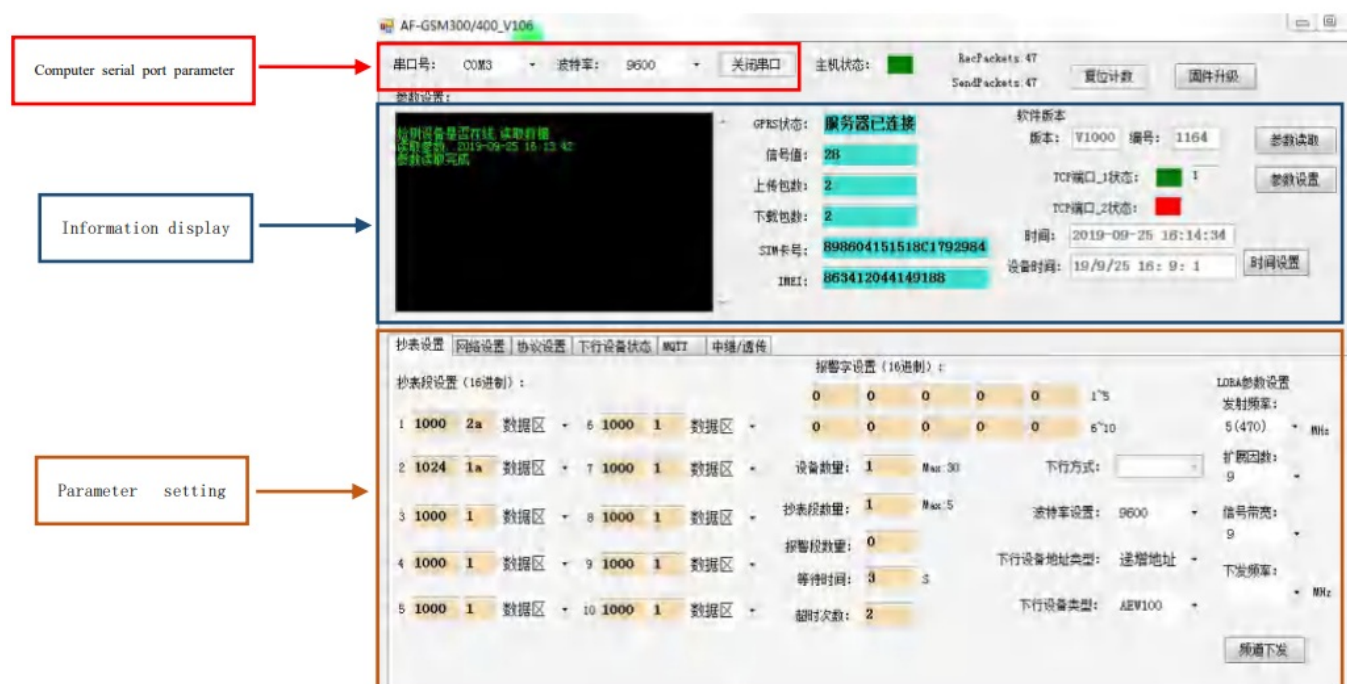 AF-GSM300/400_V106
Computer serial port parameter
串口号: COM3 波特率: 9600 关闭串口 主机状态: RecPackets:47
SendPackets:47 复位计数 固件升级
参数设置:
检测设备是否在线,读取数据
读取参数 2019-09-25 16:13:42
参数读取完成
GPRS状态: 服务器已连接
信号值: 28
上传包数: 2
下载包数: 2
SIM卡号: 898604151518C1792984
IMEI: 863412044149188
软件版本
版本: V1000 编号: 1164 参数读取
TCP端口_1状态: 1 参数设置
TCP端口_2状态:
时间: 2019-09-25 16:14:34
设备时间: 19/9/25 16: 9: 1 时间设置
Information display
抄表设置 网络设置 协议设置 下行设备状态 MQTT 中继/透传
抄表段设置(16进制):
1 1000 2a 数据区 6 1000 1 数据区
2 1024 1a 数据区 7 1000 1 数据区
3 1000 1 数据区 8 1000 1 数据区
4 1000 1 数据区 9 1000 1 数据区
5 1000 1 数据区 10 1000 1 数据区
报警字设置(16进制):
0 0 0 0 0 1~5
0 0 0 0 0 6~10
设备数量: 1 Max:30
抄表段数量: 1 Max:5
报警段数量: 0
等待时间: 3 S
超时次数: 2
下行方式:
波特率设置: 9600
下行设备地址类型: 递增地址
下行设备类型: AEW100
LORA参数设置
发射频率:
5(470) MHz
扩展因数:
9
信号带宽:
9
下发频率:
MHz
频道下发
Parameter setting